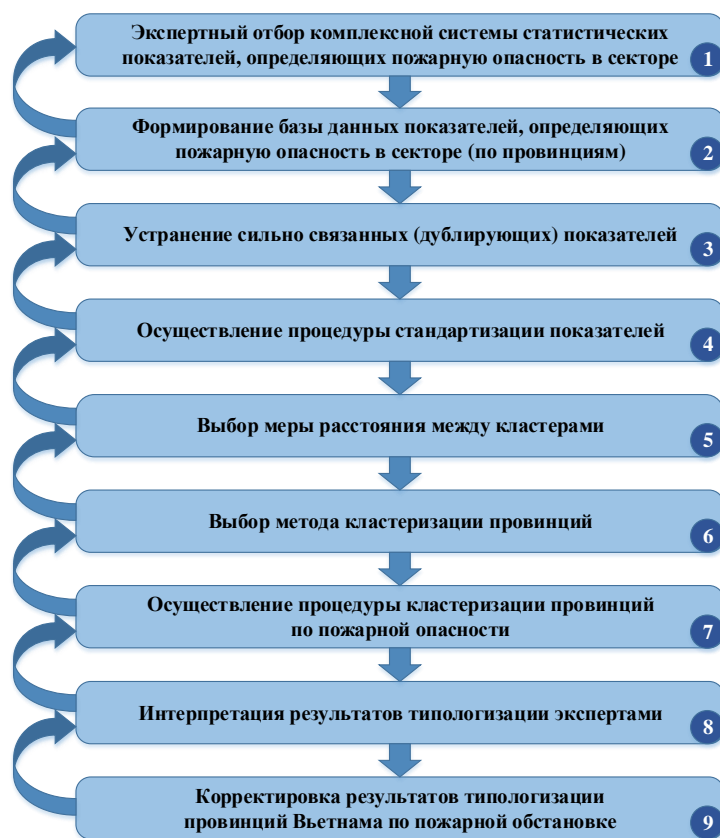 Экспертный отбор комплексной системы статистических
показателей, определяющих пожарную опасность в секторе
1
Формирование базы данных показателей, определяющих
пожарную опасность в секторе (по провинциям)
2
Устранение сильно связанных (дублирующих) показателей
3
Осуществление процедуры стандартизации показателей
4
Выбор меры расстояния между кластерами
5
Выбор метода кластеризации провинций
6
Осуществление процедуры кластеризации провинций
по пожарной опасности
7
Интерпретация результатов типологизации экспертами
8
Корректировка результатов типологизации
провинций Вьетнама по пожарной обстановке
9